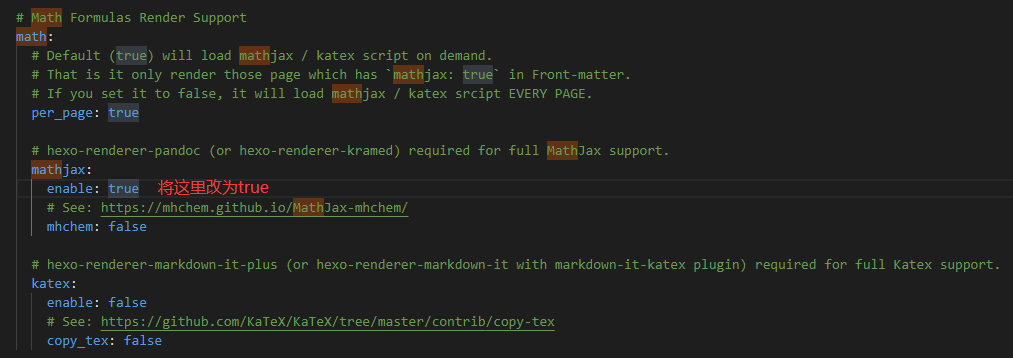 # Math Formulas Render Support
math:
# Default (true) will load mathjax / katex script on demand.
# That is it only render those page which has `mathjax: true` in Front-matter.
# If you set it to false, it will load mathjax / katex srcipt EVERY PAGE.
per_page: true
# hexo-renderer-pandoc (or hexo-renderer-kramed) required for full MathJax support.
mathjax:
enable: true 将这里改为true
# See: https://mhchem.github.io/MathJax-mhchem/
mhchem: false
# hexo-renderer-markdown-it-plus (or hexo-renderer-markdown-it with markdown-it-katex plugin) required for full Katex support.
katex:
enable: false
# See: https://github.com/KaTeX/KaTeX/tree/master/contrib/copy-tex
copy_tex: false